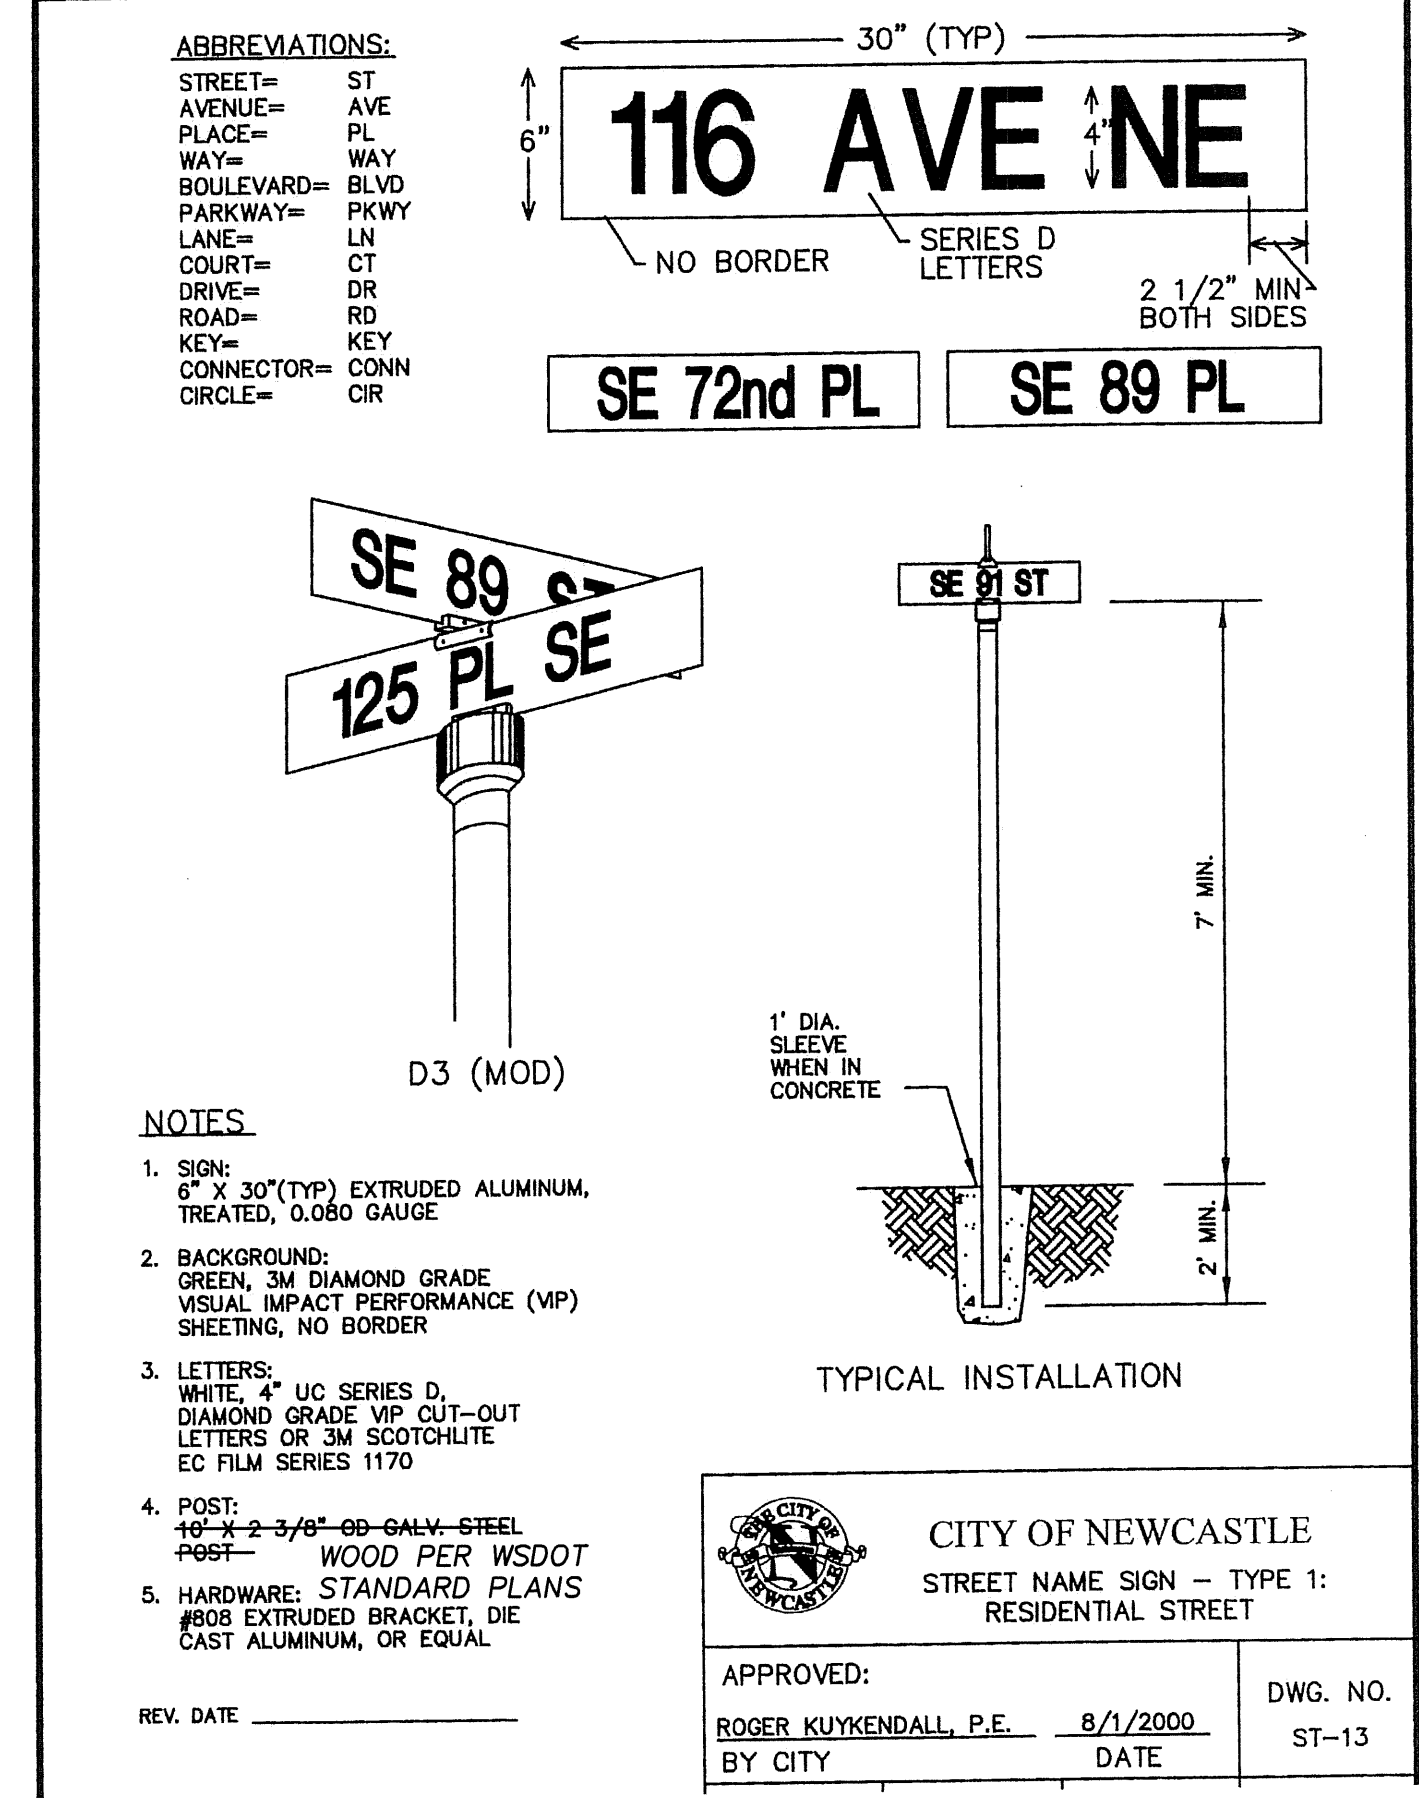 ABBREVIATIONS:
STREET= ST
AVENUE= AVE
PLACE= PL
WAY= WAY
BOULEVARD= BLVD
PARKWAY= PKWY
LANE= LN
COURT= CT
DRIVE= DR
ROAD= RD
KEY= KEY
CONNECTOR= CONN
CIRCLE= CIR
30" (TYP)
6"
116 AVE NE
4"
NO BORDER
SERIES D
LETTERS
2 1/2" MIN
BOTH SIDES
SE 72nd PL
SE 89 PL
SE 89 ST
125 PL SE
D3 (MOD)
SE 91 ST
7' MIN.
1' DIA.
SLEEVE
WHEN IN
CONCRETE
2' MIN.
TYPICAL INSTALLATION
NOTES
1. SIGN:
6" X 30"(TYP) EXTRUDED ALUMINUM,
TREATED, 0.080 GAUGE
2. BACKGROUND:
GREEN, 3M DIAMOND GRADE
VISUAL IMPACT PERFORMANCE (VIP)
SHEETING, NO BORDER
3. LETTERS:
WHITE, 4" UC SERIES D,
DIAMOND GRADE VIP CUT-OUT
LETTERS OR 3M SCOTCHLITE
EC FILM SERIES 1170
4. POST:
10' X 2 3/8" OD GALV. STEEL
POST WOOD PER WSDOT
STANDARD PLANS
5. HARDWARE:
#808 EXTRUDED BRACKET, DIE
CAST ALUMINUM, OR EQUAL
REV. DATE
THE CITY OF
NEWCASTLE
CITY OF NEWCASTLE
STREET NAME SIGN – TYPE 1:
RESIDENTIAL STREET
APPROVED:
ROGER KUYKENDALL, P.E. 8/1/2000
BY CITY DATE
DWG. NO.
ST-13